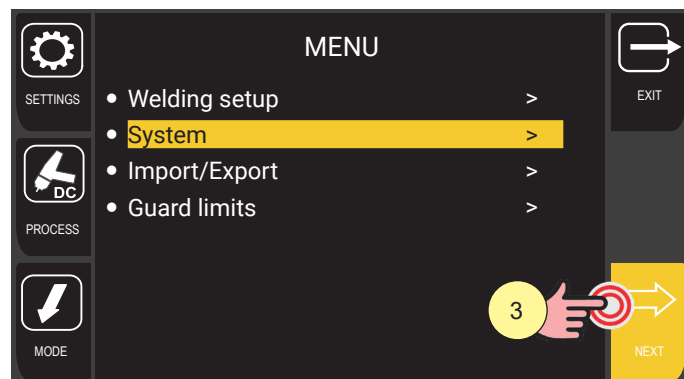 MENU
SETTINGS
EXIT
Welding setup >
System >
Import/Export >
Guard limits >
DC
PROCESS
3
MODE
NEXT